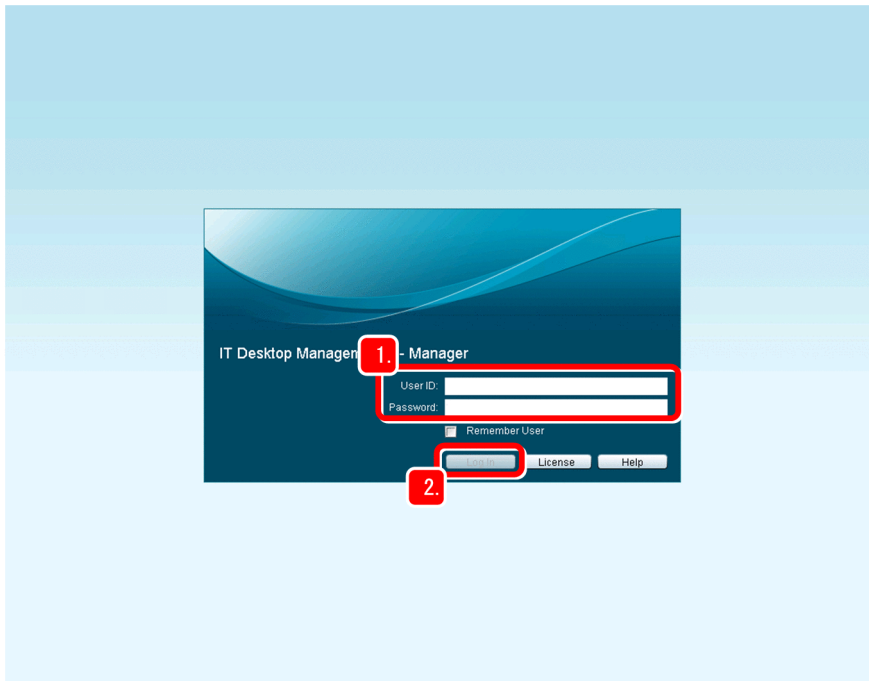 IT Desktop Managem 1. - Manager
User ID:
Password:
Remember User
Log In License Help
2.